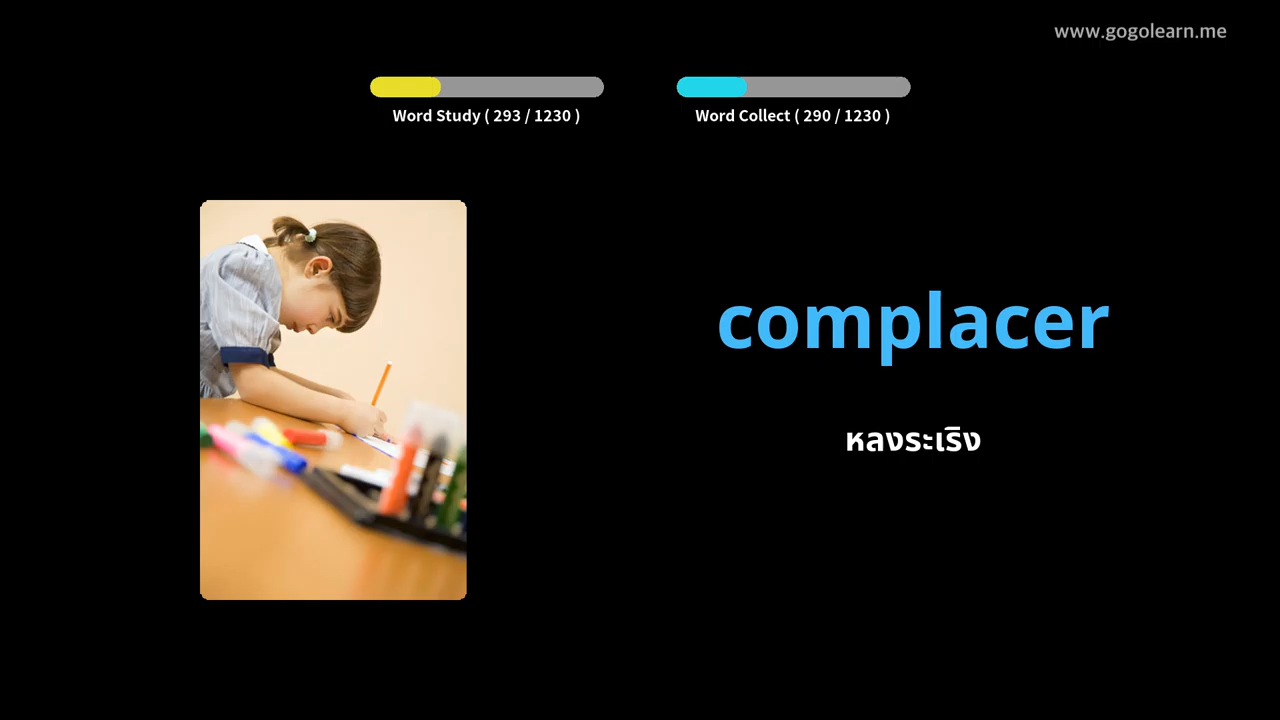 www.gogolearn.me
Word Study ( 293 / 1230 )
Word Collect ( 290 / 1230 )
complacer
หลงระเริง